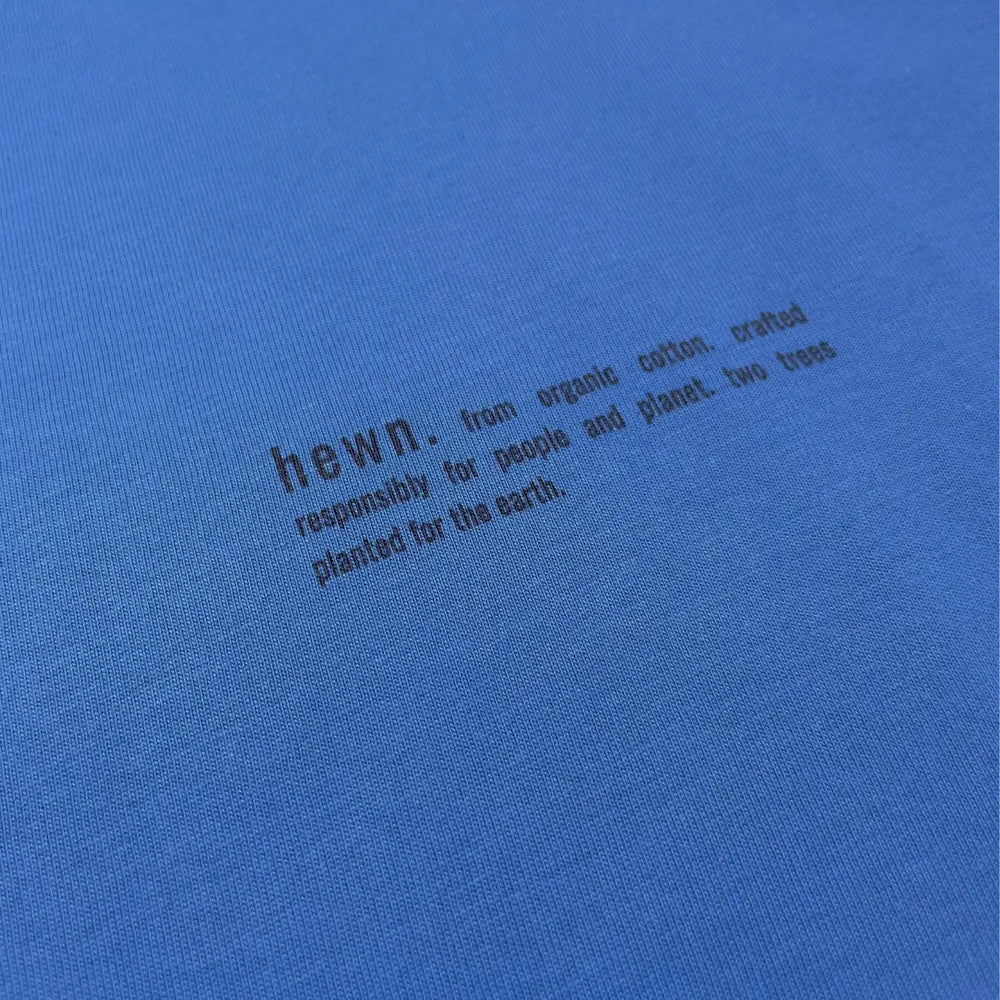 hewn. from organic cotton. crafted
responsibly for people and planet. two trees
planted for the earth.